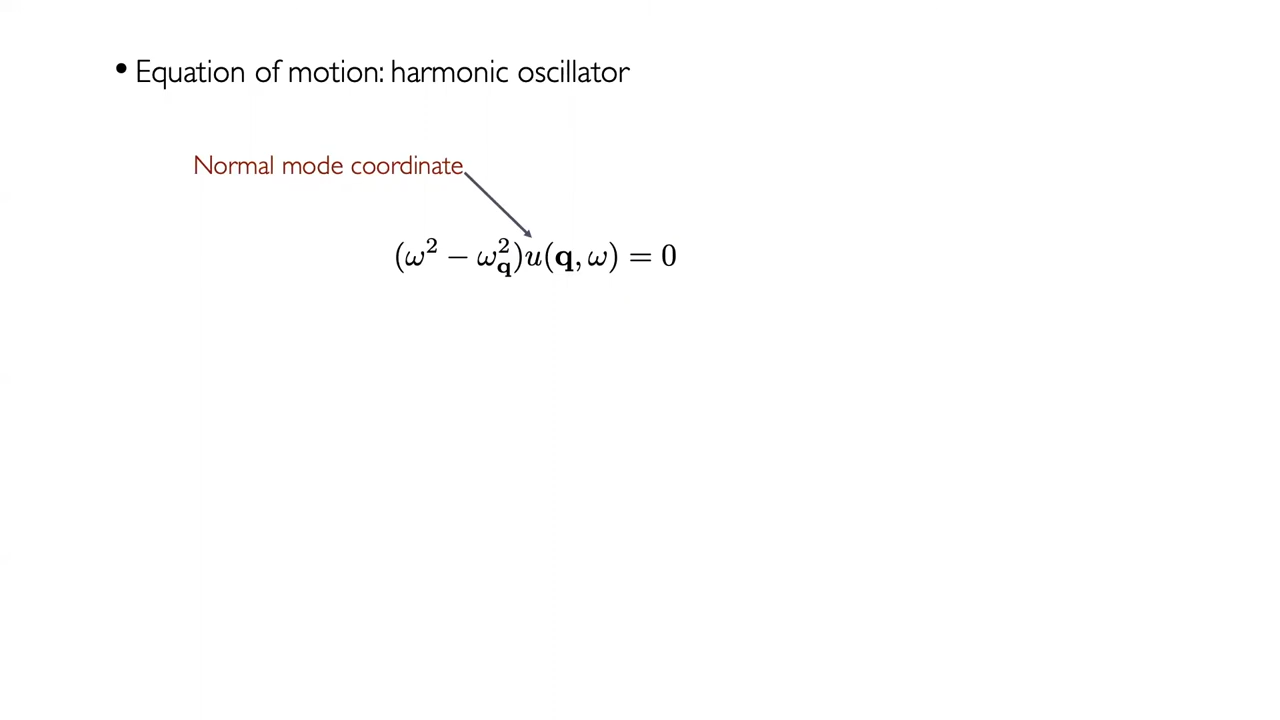 • Equation of motion: harmonic oscillator
Normal mode coordinate
(ω² − ω²_𝐪)u(𝐪, ω) = 0